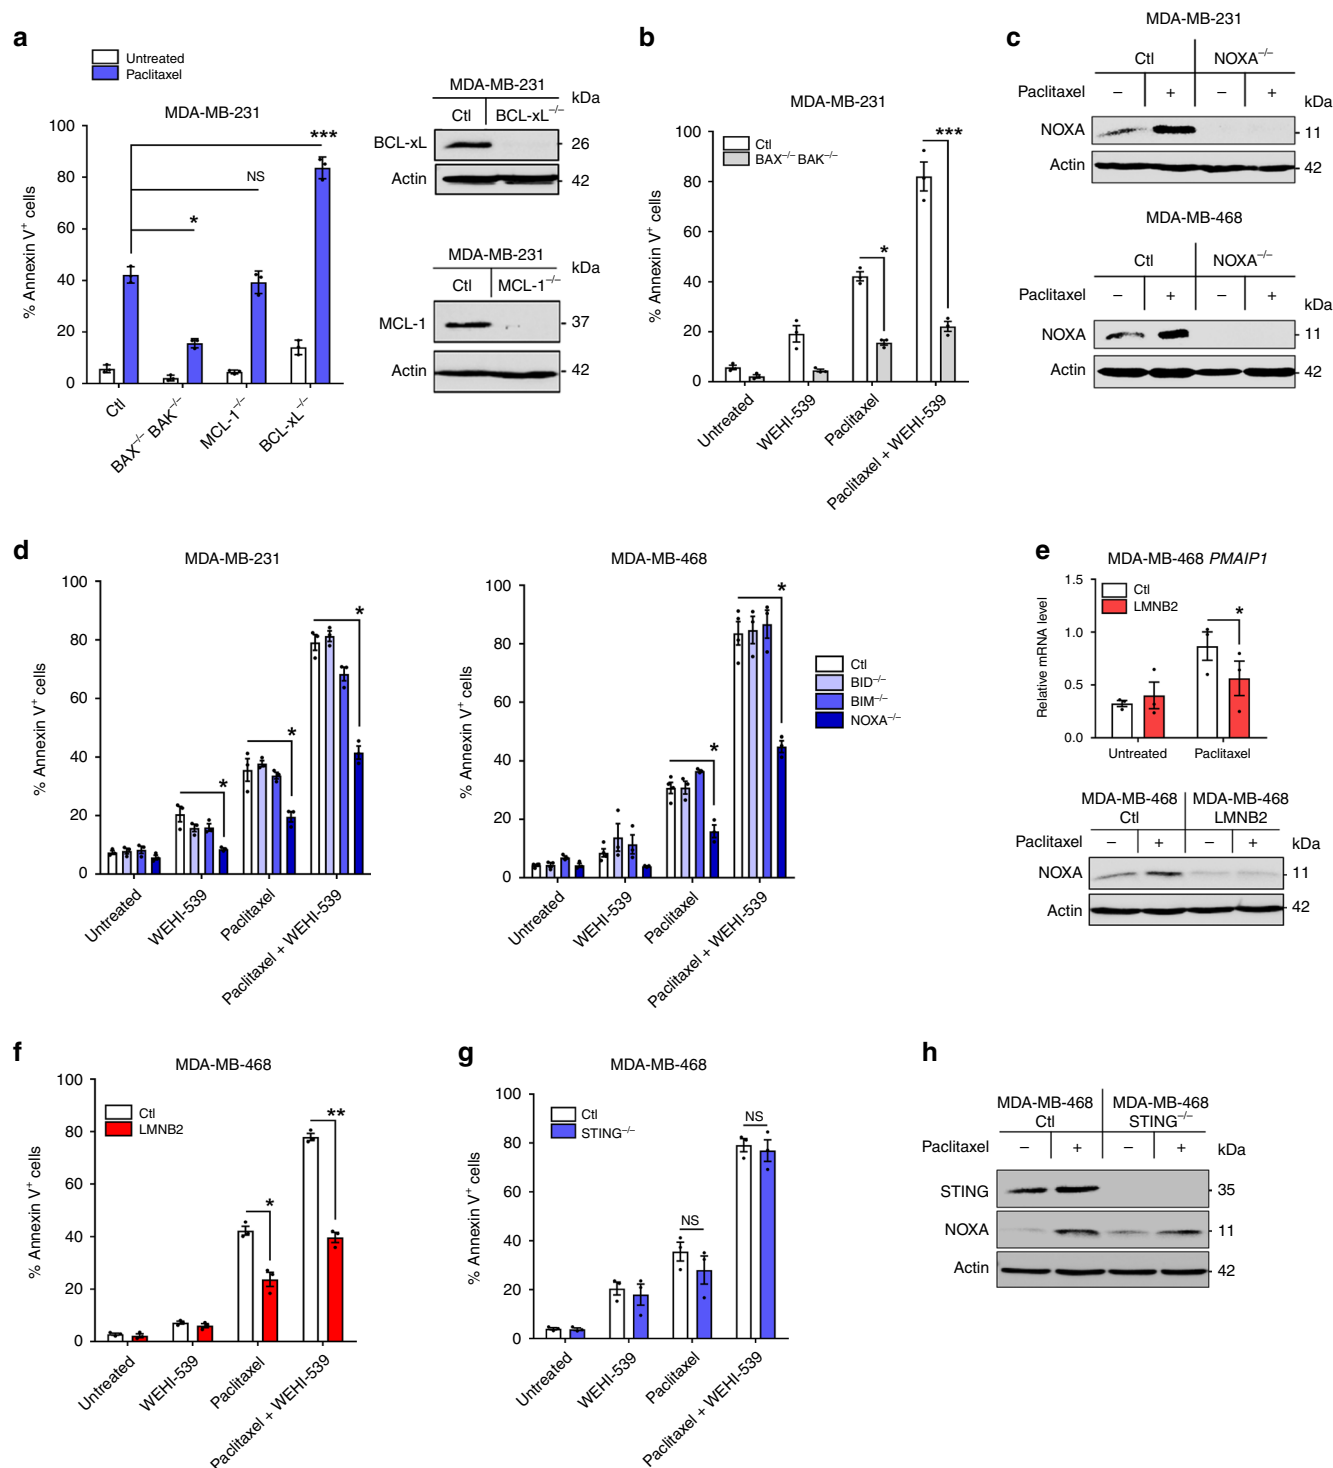 a
Untreated
Paclitaxel
MDA-MB-231
% Annexin V+ cells
100
80
60
40
20
0
*
NS
***
Ctl
BAX–/– BAK–/–
MCL-1–/–
BCL-xL–/–
MDA-MB-231
Ctl BCL-xL–/– kDa
BCL-xL 26
Actin 42
MDA-MB-231
Ctl MCL-1–/– kDa
MCL-1 37
Actin 42
b
MDA-MB-231
Ctl
BAX–/– BAK–/–
% Annexin V+ cells
100
80
60
40
20
0
*
***
Untreated
WEHI-539
Paclitaxel
Paclitaxel + WEHI-539
c
MDA-MB-231
Ctl NOXA–/–
Paclitaxel – + – + kDa
NOXA 11
Actin 42
MDA-MB-468
Ctl NOXA–/–
Paclitaxel – + – + kDa
NOXA 11
Actin 42
d
MDA-MB-231
% Annexin V+ cells
100
80
60
40
20
0
*
*
*
Untreated
WEHI-539
Paclitaxel
Paclitaxel + WEHI-539
MDA-MB-468
% Annexin V+ cells
100
80
60
40
20
0
*
*
Untreated
WEHI-539
Paclitaxel
Paclitaxel + WEHI-539
Ctl
BID–/–
BIM–/–
NOXA–/–
e
MDA-MB-468 PMAIP1
Ctl
LMNB2
Relative mRNA level
1.5
1.0
0.5
0.0
*
Untreated Paclitaxel
MDA-MB-468 MDA-MB-468
Ctl LMNB2
Paclitaxel – + – + kDa
NOXA 11
Actin 42
f
MDA-MB-468
Ctl
LMNB2
% Annexin V+ cells
100
80
60
40
20
0
*
**
Untreated
WEHI-539
Paclitaxel
Paclitaxel + WEHI-539
g
MDA-MB-468
Ctl
STING–/–
% Annexin V+ cells
100
80
60
40
20
0
NS
NS
Untreated
WEHI-539
Paclitaxel
Paclitaxel + WEHI-539
h
MDA-MB-468 MDA-MB-468
Ctl STING–/–
Paclitaxel – + – + kDa
STING 35
NOXA 11
Actin 42